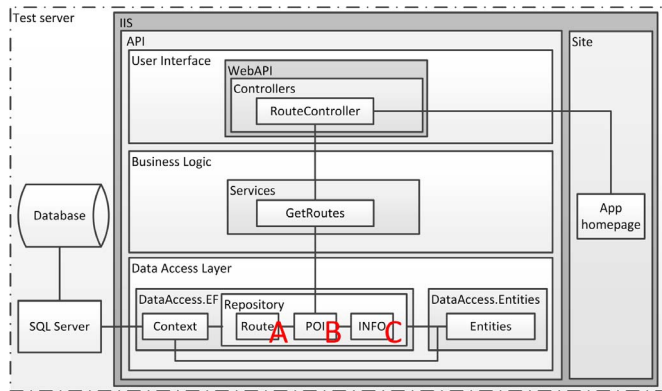 Test server
IIS
API
Site
User Interface
WebAPI
Controllers
RouteController
Business Logic
Services
GetRoutes
Database
App
homepage
Data Access Layer
DataAccess.EF
Repository
DataAccess.Entities
SQL Server
Context
Route
A
POI
B
INFO
C
Entities